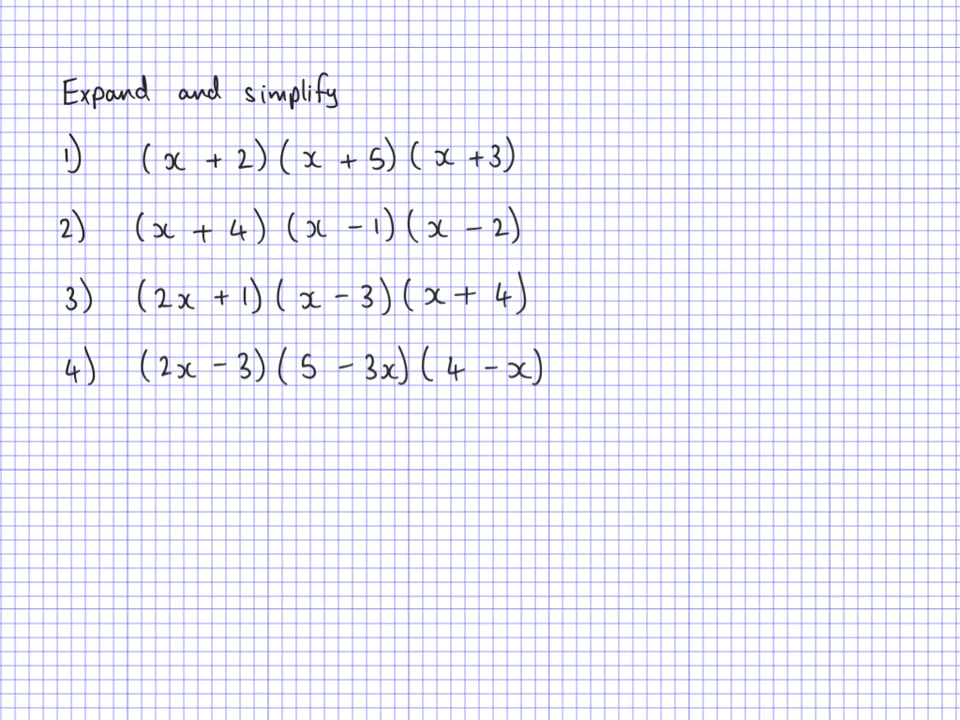 Expand and simplify
1) (x + 2)(x + 5)(x + 3)
2) (x + 4)(x - 1)(x - 2)
3) (2x + 1)(x - 3)(x + 4)
4) (2x - 3)(5 - 3x)(4 - x)